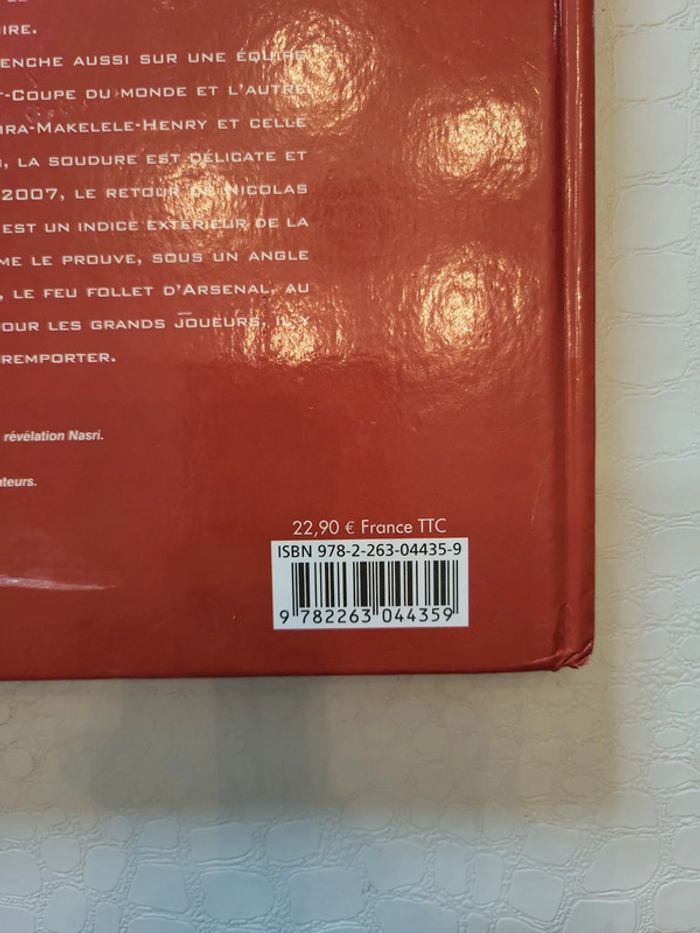 IRE.
ENCHE AUSSI SUR UNE ÉQUIPE
T-COUPE DU MONDE ET L'AUTRE
IRA-MAKELELE-HENRY ET CELLE
, LA SOUDURE EST DÉLICATE ET
2007, LE RETOUR DE NICOLAS
EST UN INDICE EXTÉRIEUR DE LA
ME LE PROUVE, SOUS UN ANGLE
, LE FEU FOLLET D'ARSENAL, AU
POUR LES GRANDS JOUEURS, IL Y
REMPORTER.
révélation Nasri.
ateurs.
22,90 € France TTC
ISBN 978-2-263-04435-9
9 782263 044359